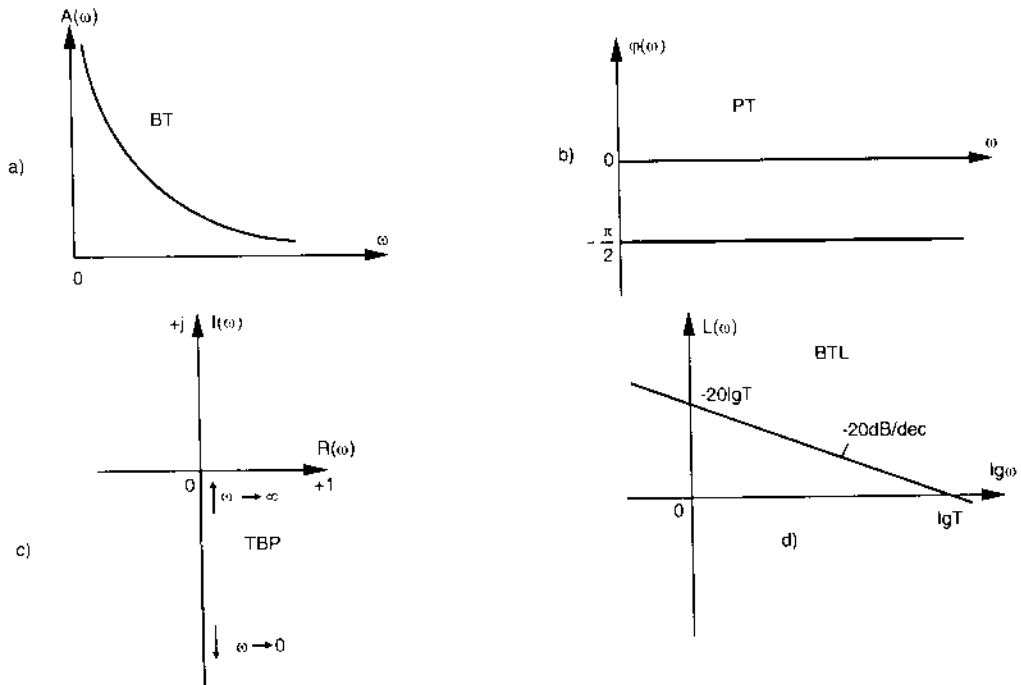 A(ω)
BT
a)
ω
0
φ(ω)
PT
b)
0
ω
- π
2
+j I(ω)
R(ω)
0
+1
ω → ∞
TBP
c)
ω → 0
L(ω)
BTL
-20lgT
-20dB/dec
lgω
0
lgT
d)